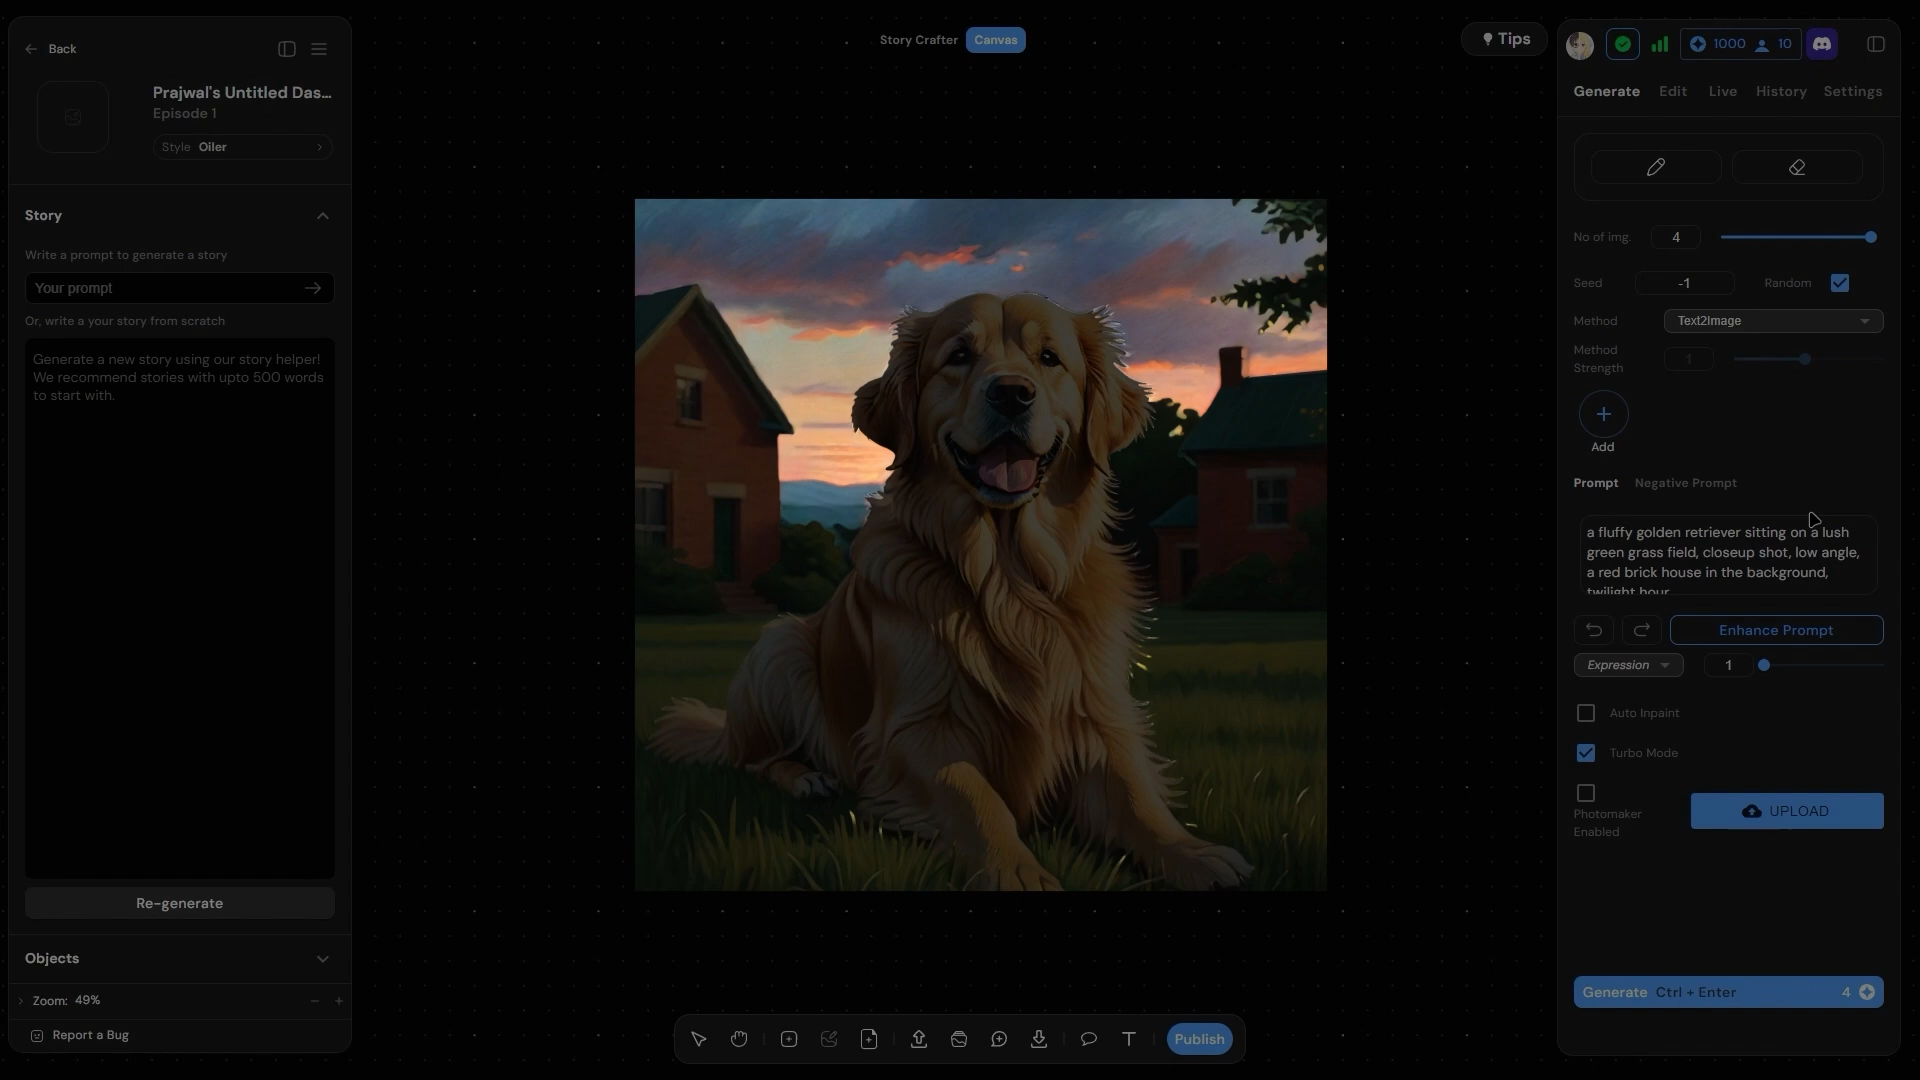 Back
Prajwal's Untitled Das...
Episode 1
Style Oiler
Story
Write a prompt to generate a story
Your prompt
Or, write a your story from scratch
Generate a new story using our story helper!
We recommend stories with upto 500 words
to start with.
Re-generate
Objects
Zoom: 49%
Report a Bug
Story Crafter Canvas
Publish
Tips
1000 10
Generate Edit Live History Settings
No of img. 4
Seed -1 Random
Method Text2Image
Method
Strength 1
Add
Prompt Negative Prompt
a fluffy golden retriever sitting on a lush
green grass field, closeup shot, low angle,
a red brick house in the background,
twilight hour
Enhance Prompt
Expression 1
Auto Inpaint
Turbo Mode
Photomaker
Enabled
UPLOAD
Generate Ctrl + Enter 4